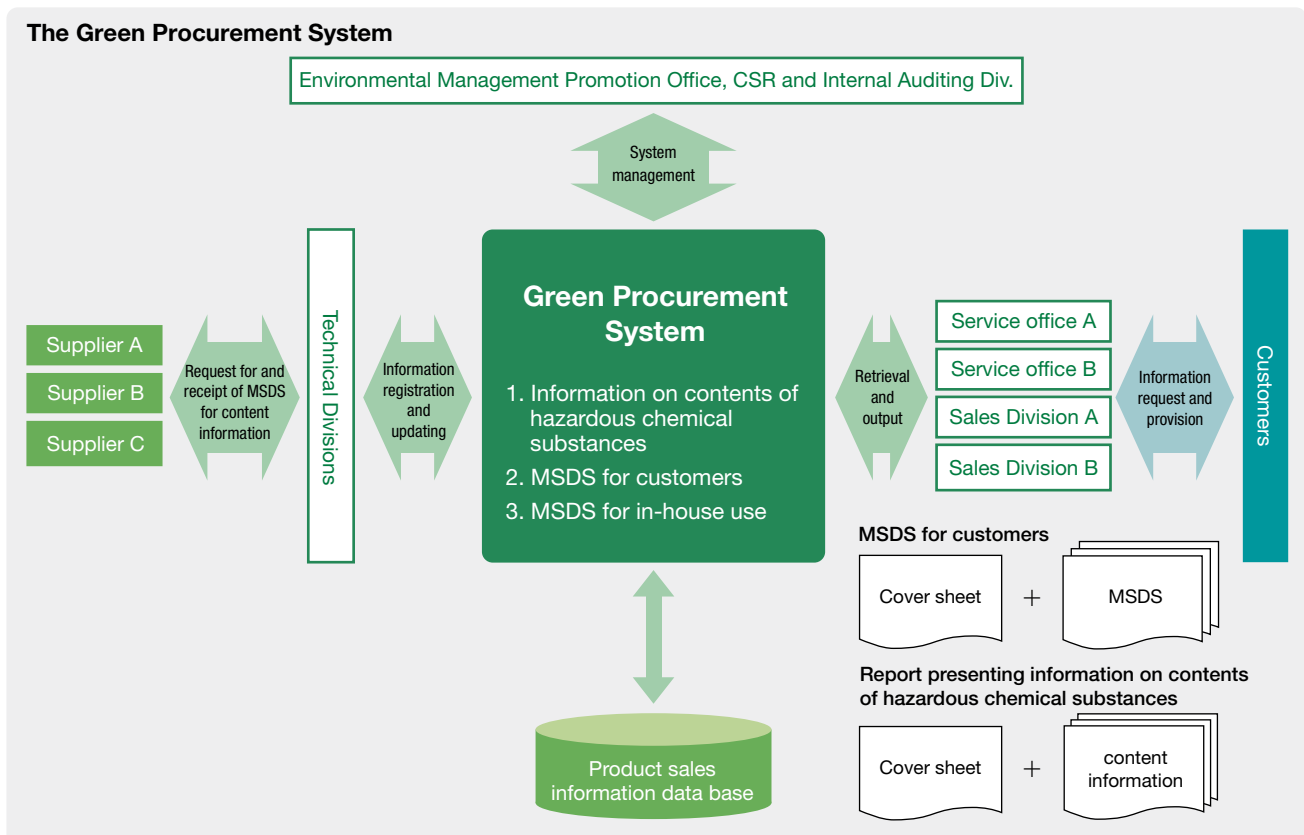 The Green Procurement System
Environmental Management Promotion Office, CSR and Internal Auditing Div.
System
management
Supplier A
Supplier B
Supplier C
Request for and
receipt of MSDS
for content
information
Technical Divisions
Information
registration
and
updating
Green Procurement
System
1. Information on contents of
hazardous chemical
substances
2. MSDS for customers
3. MSDS for in-house use
Retrieval
and
output
Service office A
Service office B
Sales Division A
Sales Division B
Information
request and
provision
Customers
MSDS for customers
Cover sheet + MSDS
Report presenting information on contents
of hazardous chemical substances
Cover sheet + content
information
Product sales
information data base